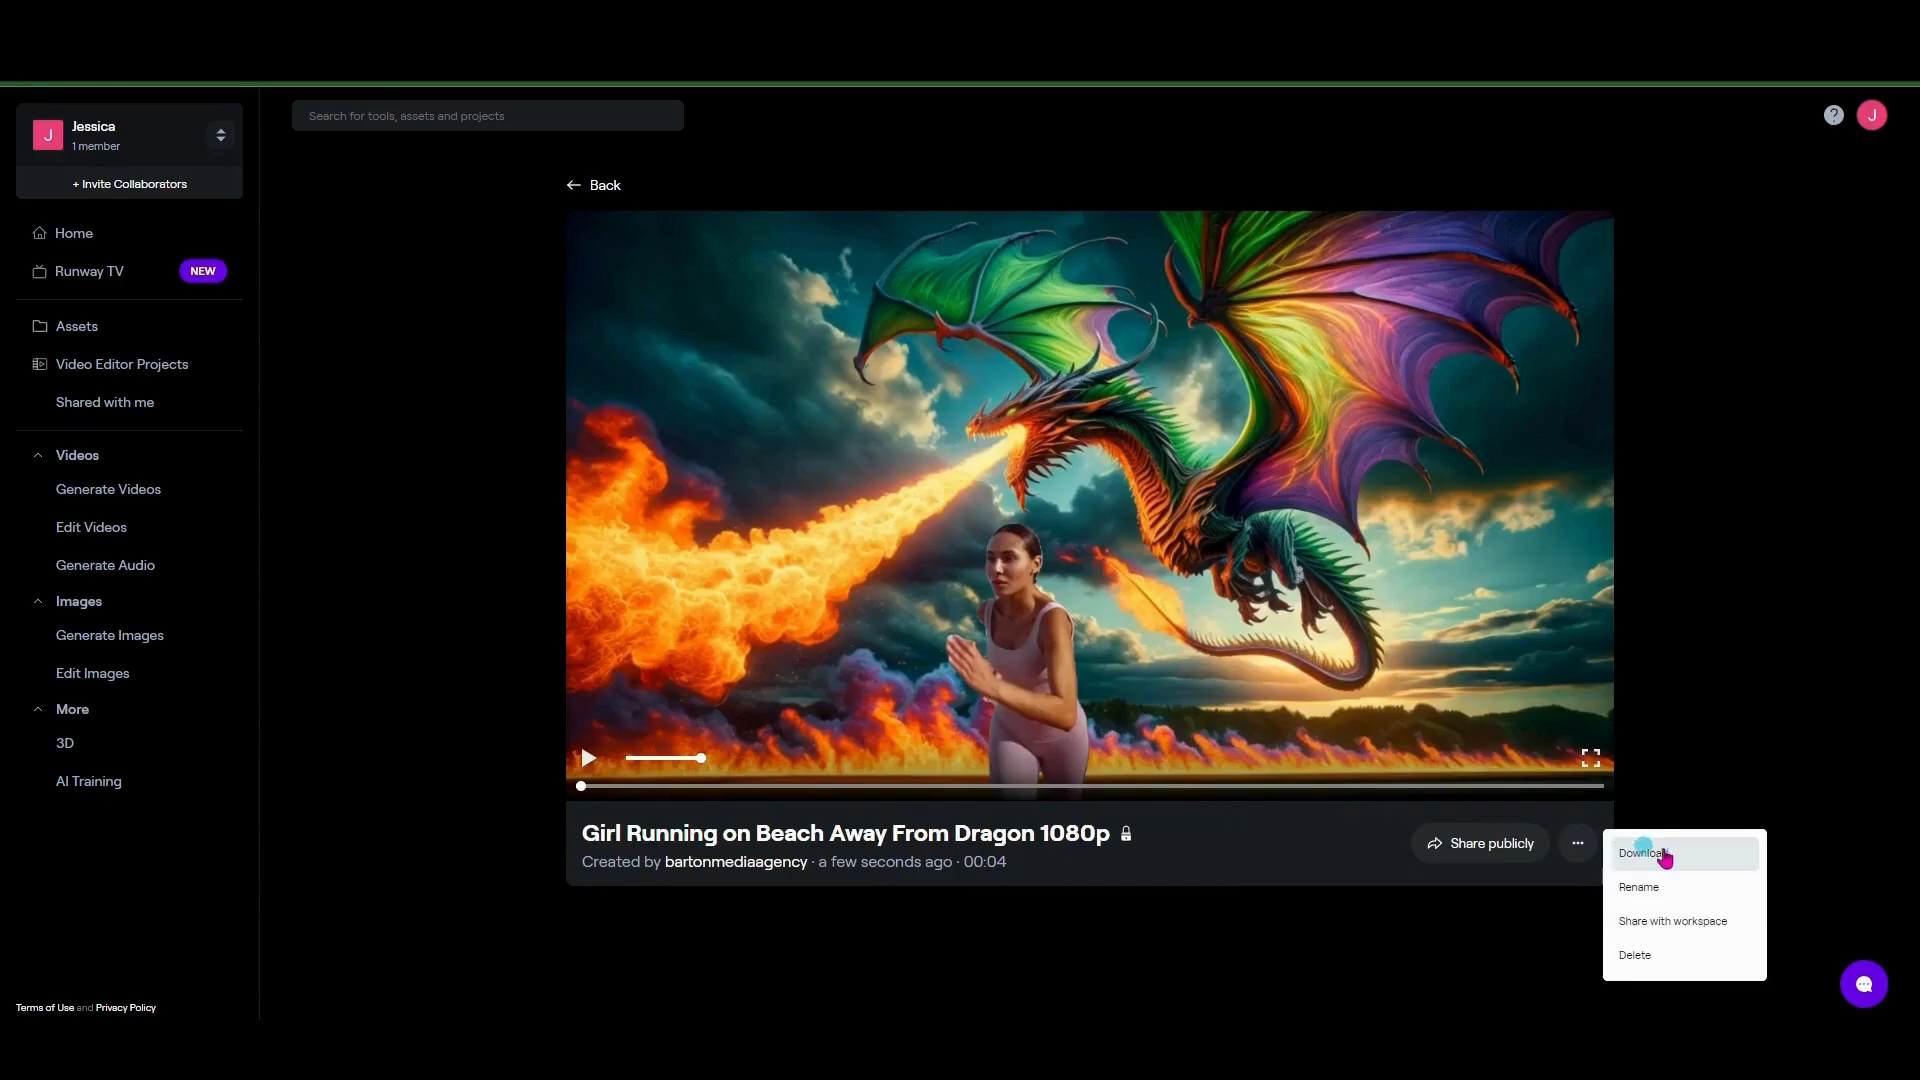 J
Jessica
1 member
+ Invite Collaborators
Home
Runway TV
NEW
Assets
Video Editor Projects
Shared with me
Videos
Generate Videos
Edit Videos
Generate Audio
Images
Generate Images
Edit Images
More
3D
AI Training
Terms of Use and Privacy Policy
Search for tools, assets and projects
?
J
Back
Girl Running on Beach Away From Dragon 1080p
Created by bartonmediaagency · a few seconds ago · 00:04
Share publicly
Download
Rename
Share with workspace
Delete